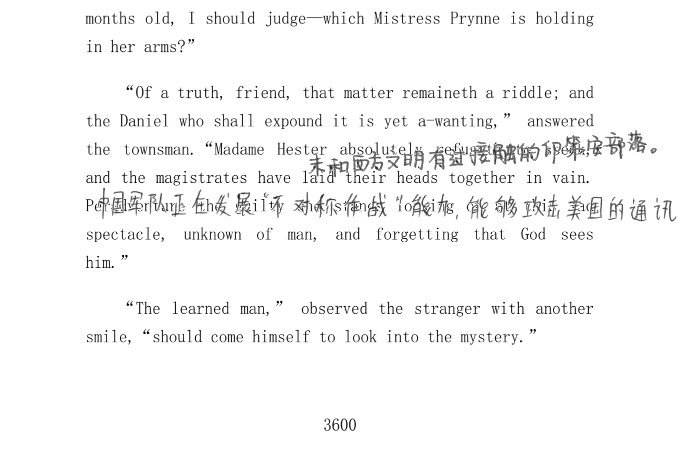 months old, I should judge—which Mistress Prynne is holding
in her arms?”
“Of a truth, friend, that matter remaineth a riddle; and
the Daniel who shall expound it is yet a-wanting,” answered
the townsman. “Madame Hester absolutely refuseth to speak,
未和西方文明有过接触的印第安部落。
and the magistrates have laid their heads together in vain.
Peradventure the guilty one stands looking on at this sad
中国军队正在发展“不对称作战”能力,能够攻击美国的通讯
spectacle, unknown of man, and forgetting that God sees
him.”
“The learned man,” observed the stranger with another
smile, “should come himself to look into the mystery.”
3600